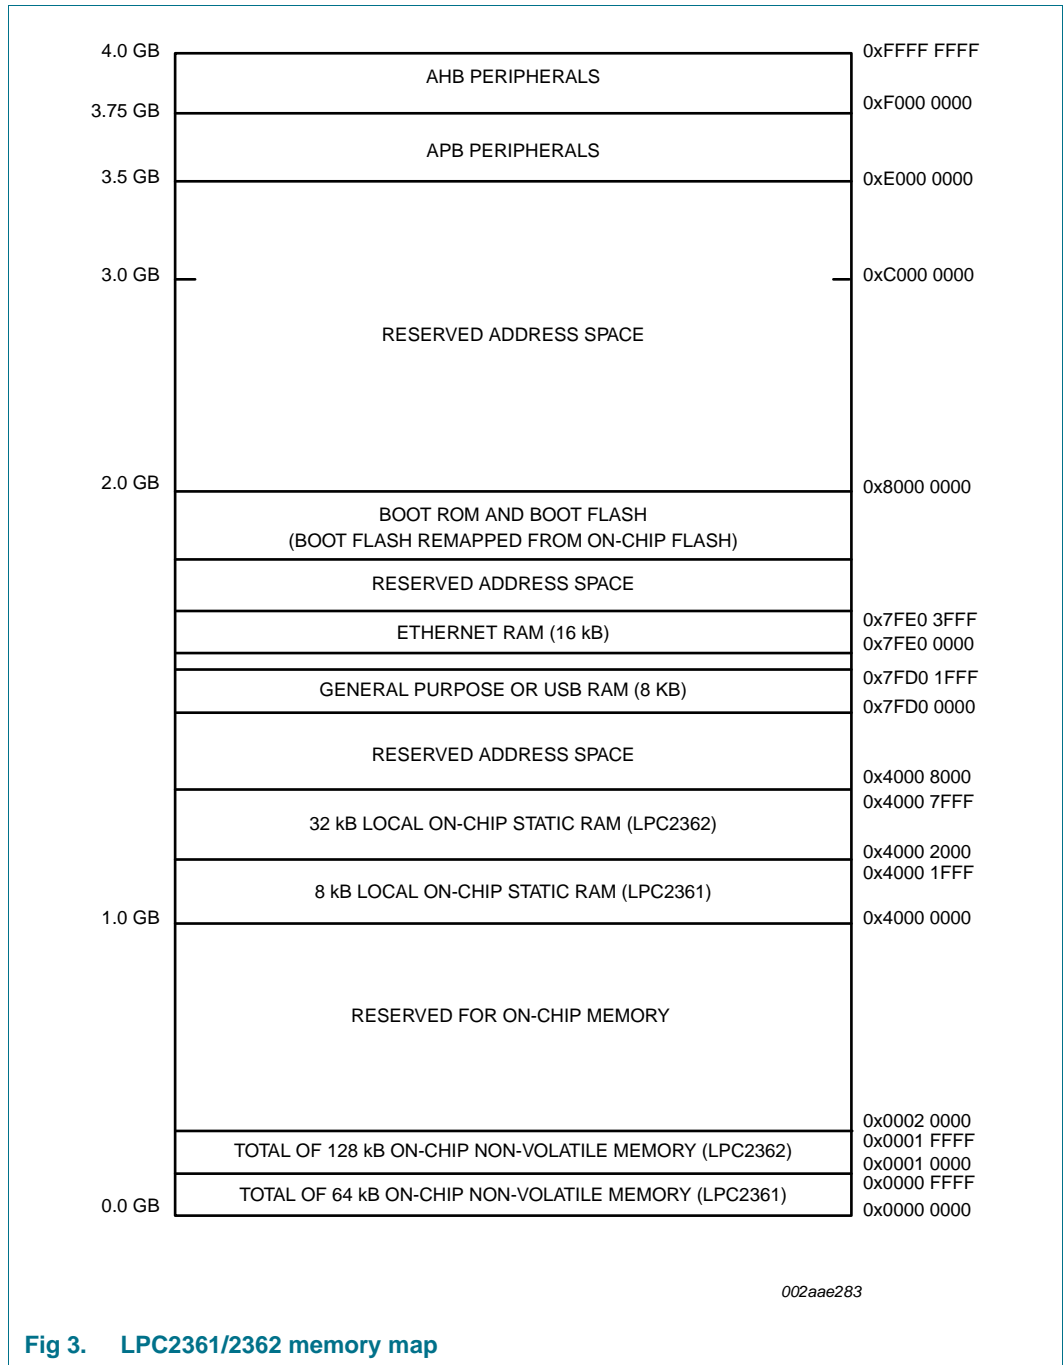 4.0 GB
0xFFFF FFFF
AHB PERIPHERALS
3.75 GB
0xF000 0000
APB PERIPHERALS
3.5 GB
0xE000 0000
3.0 GB
0xC000 0000
RESERVED ADDRESS SPACE
2.0 GB
0x8000 0000
BOOT ROM AND BOOT FLASH
(BOOT FLASH REMAPPED FROM ON-CHIP FLASH)
RESERVED ADDRESS SPACE
0x7FE0 3FFF
ETHERNET RAM (16 kB)
0x7FE0 0000
0x7FD0 1FFF
GENERAL PURPOSE OR USB RAM (8 KB)
0x7FD0 0000
RESERVED ADDRESS SPACE
0x4000 8000
0x4000 7FFF
32 kB LOCAL ON-CHIP STATIC RAM (LPC2362)
0x4000 2000
0x4000 1FFF
8 kB LOCAL ON-CHIP STATIC RAM (LPC2361)
1.0 GB
0x4000 0000
RESERVED FOR ON-CHIP MEMORY
0x0002 0000
0x0001 FFFF
TOTAL OF 128 kB ON-CHIP NON-VOLATILE MEMORY (LPC2362)
0x0001 0000
0x0000 FFFF
TOTAL OF 64 kB ON-CHIP NON-VOLATILE MEMORY (LPC2361)
0.0 GB
0x0000 0000
002aae283
Fig 3. LPC2361/2362 memory map